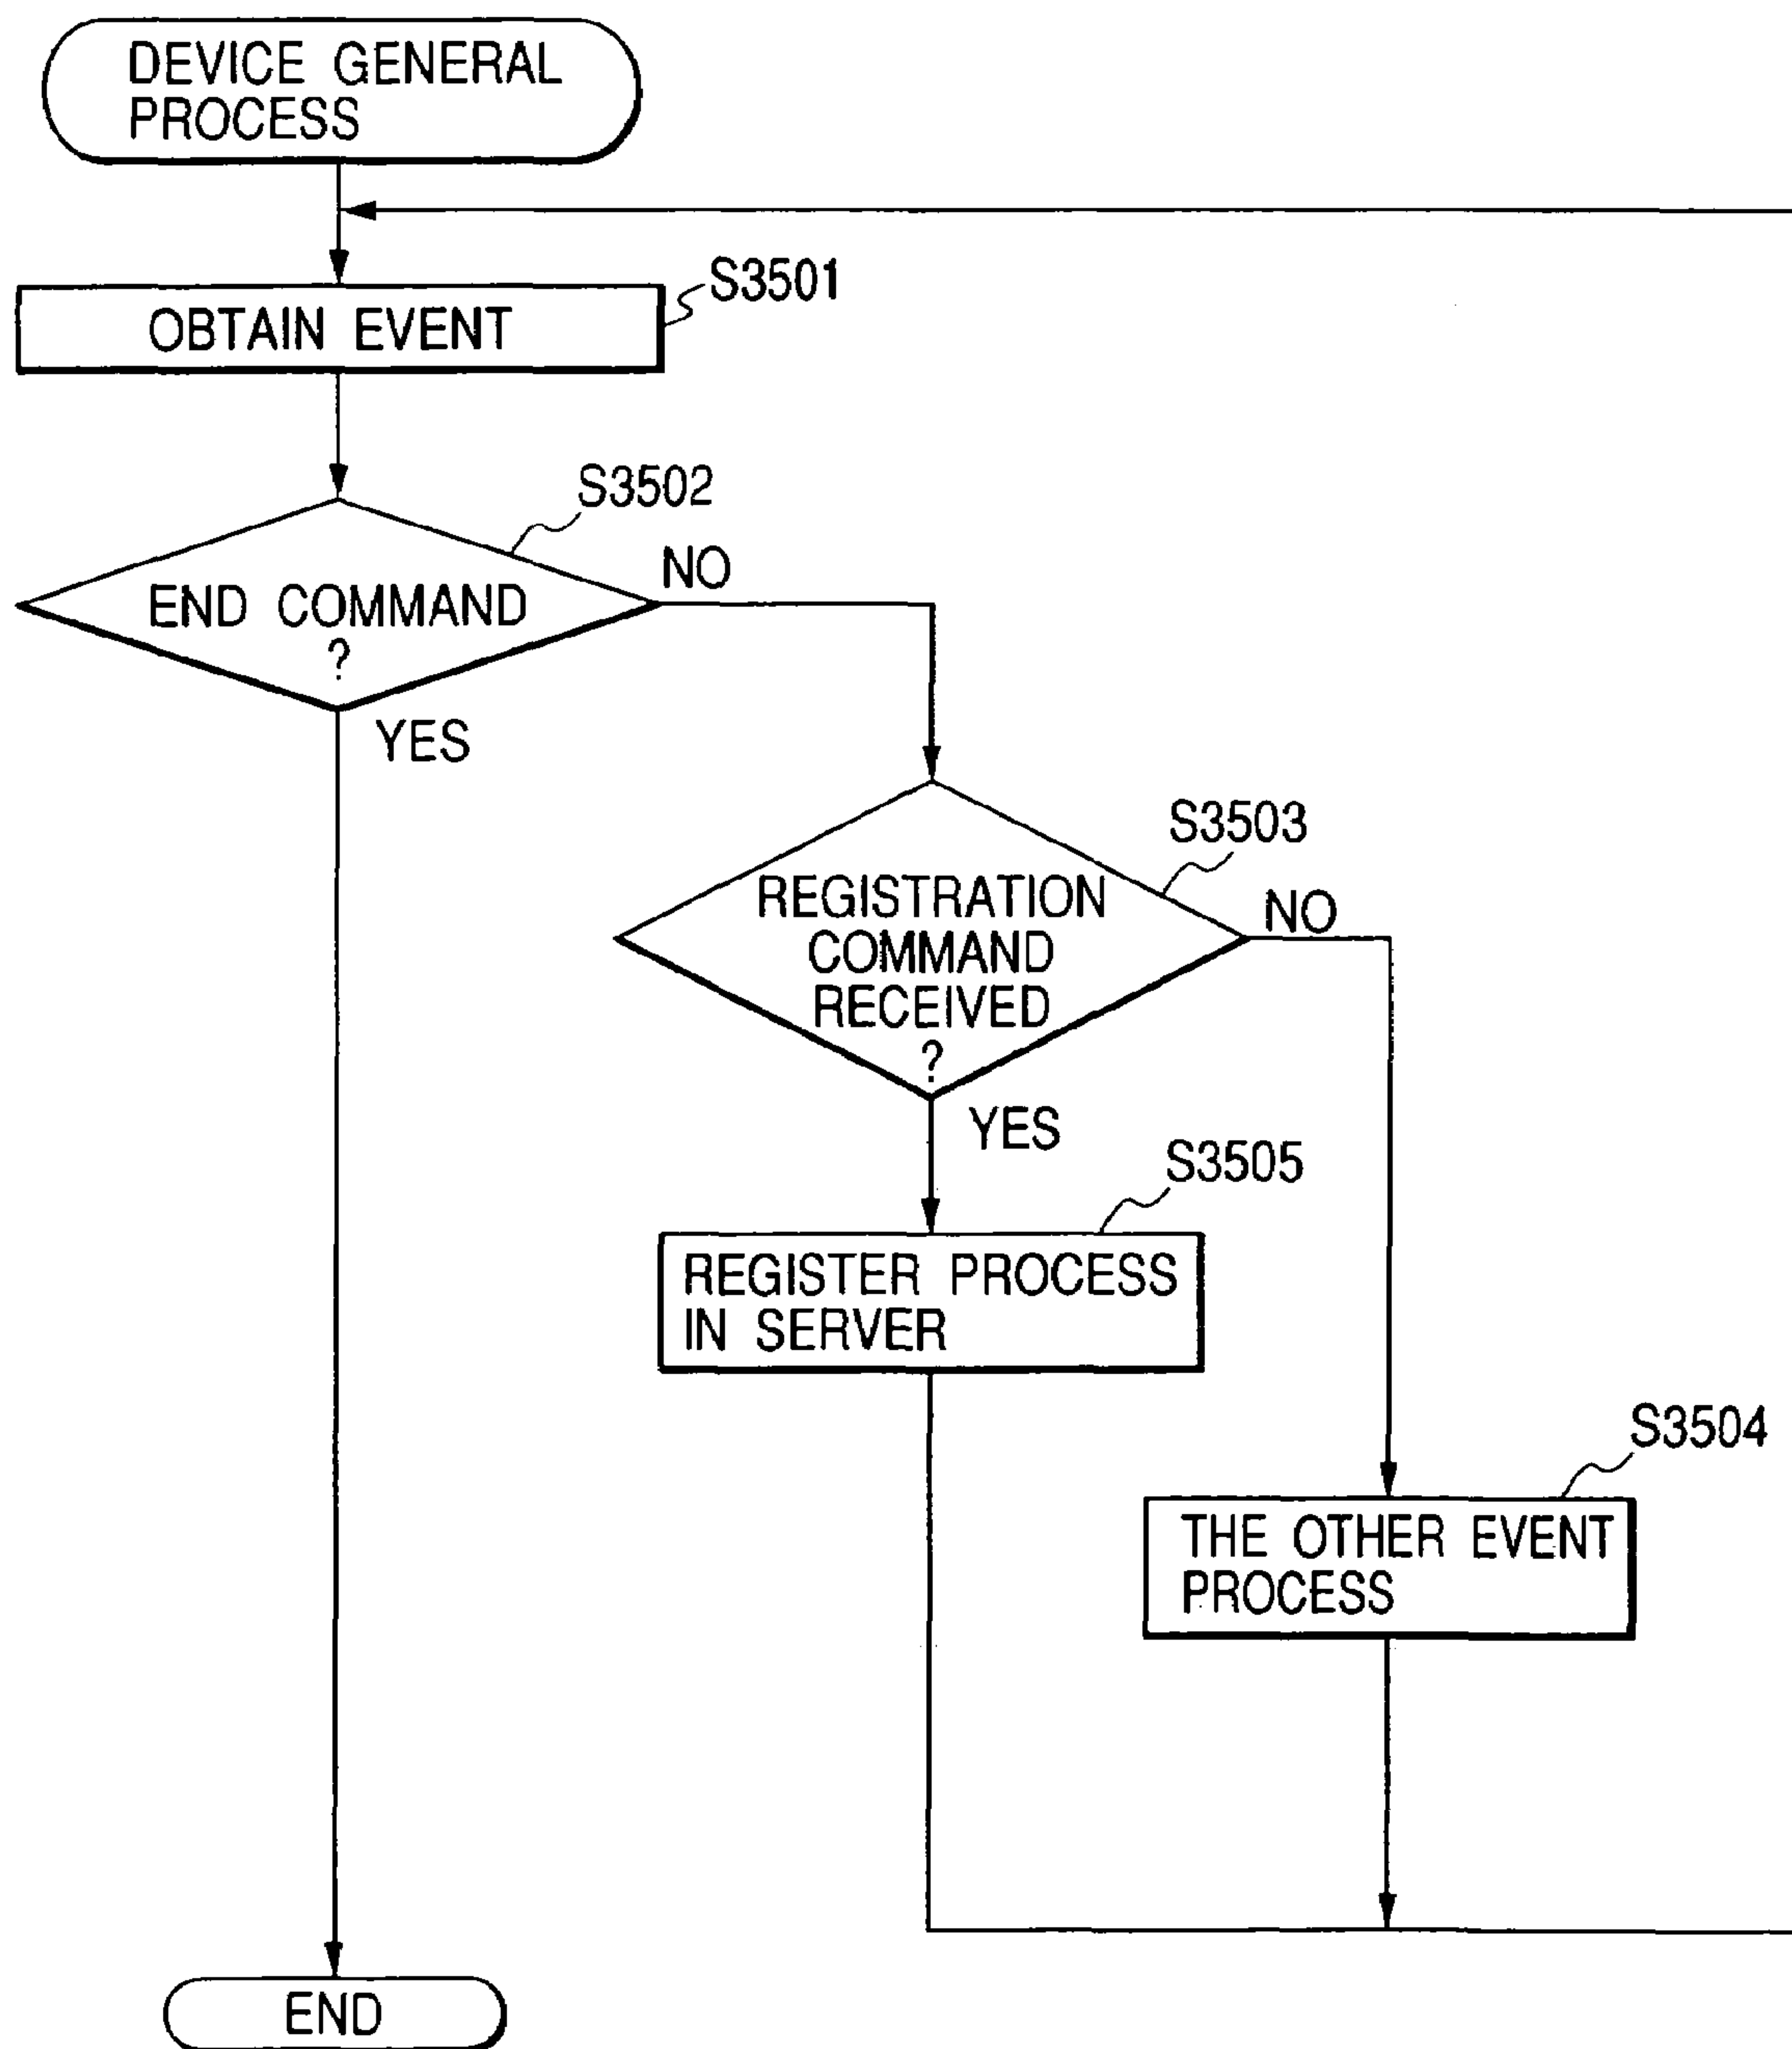 DEVICE GENERAL
PROCESS
S3501
OBTAIN EVENT
S3502
END COMMAND
?
NO
YES
S3503
REGISTRATION
COMMAND
RECEIVED
?
NO
YES
S3505
REGISTER PROCESS
IN SERVER
S3504
THE OTHER EVENT
PROCESS
END